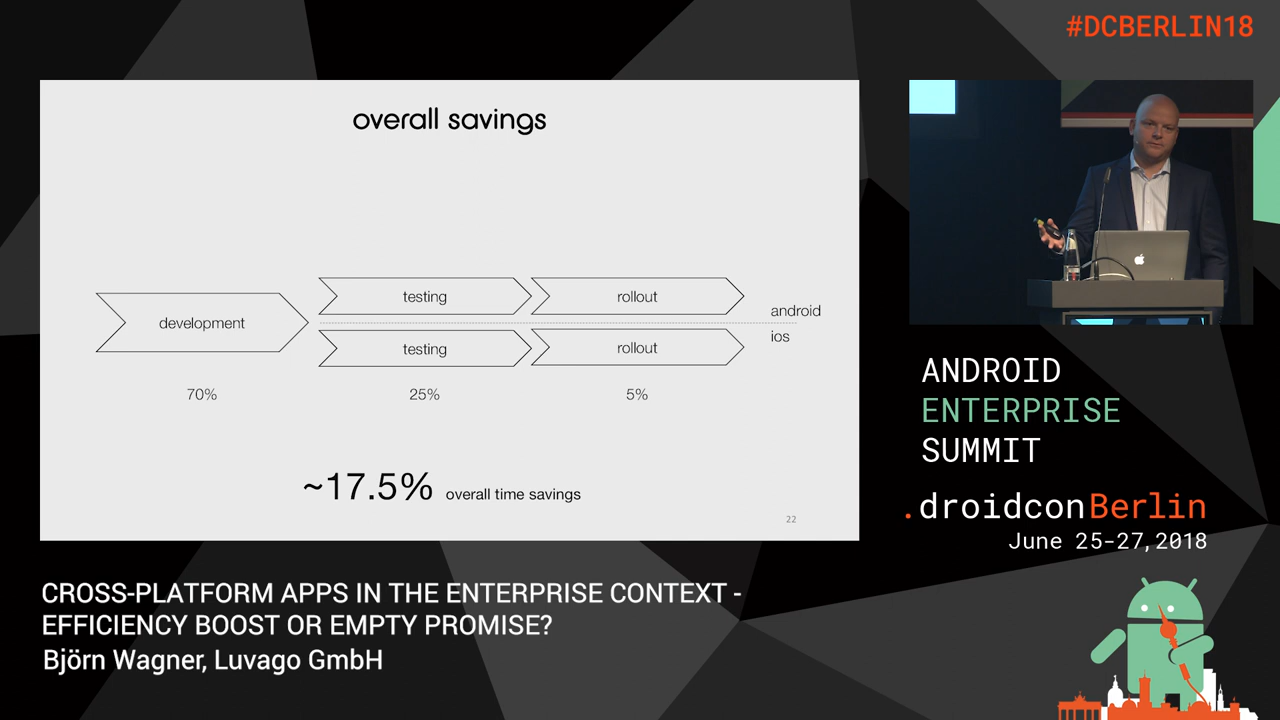 #DCBERLIN18
overall savings
development
testing
rollout
android
testing
rollout
ios
70%
25%
5%
~17.5% overall time savings
22
ANDROID
ENTERPRISE
SUMMIT
.droidconBerlin
June 25-27, 2018
CROSS-PLATFORM APPS IN THE ENTERPRISE CONTEXT -
EFFICIENCY BOOST OR EMPTY PROMISE?
Björn Wagner, Luvago GmbH